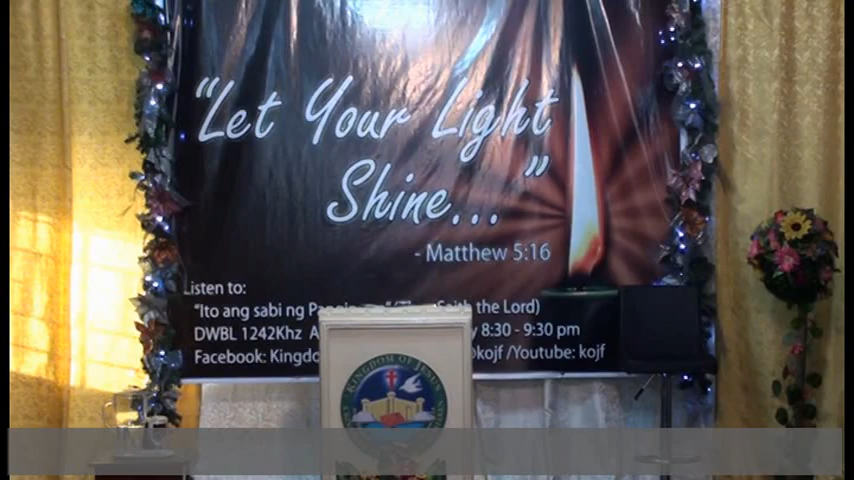 "Let Your Light
Shine..."
- Matthew 5:16
Listen to:
"Ito ang sabi ng Saith the Lord)
DWBL 1242Khz 8:30 - 9:30 pm
Facebook: /Youtube: kojf
KINGDOM OF JESUS